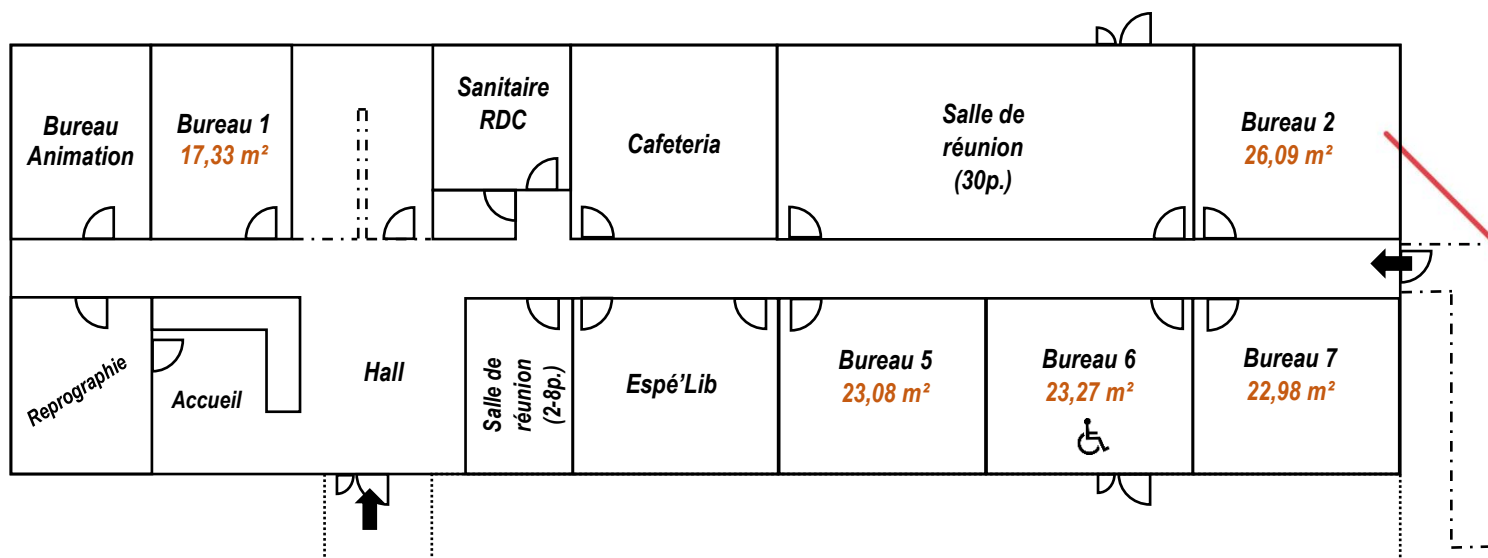 Bureau
Animation
Bureau 1
17,33 m²
Sanitaire
RDC
Cafeteria
Salle de
réunion
(30p.)
Bureau 2
26,09 m²
Reprographie
Accueil
Hall
Salle de
réunion
(2-8p.)
Espé'Lib
Bureau 5
23,08 m²
Bureau 6
23,27 m²
Bureau 7
22,98 m²